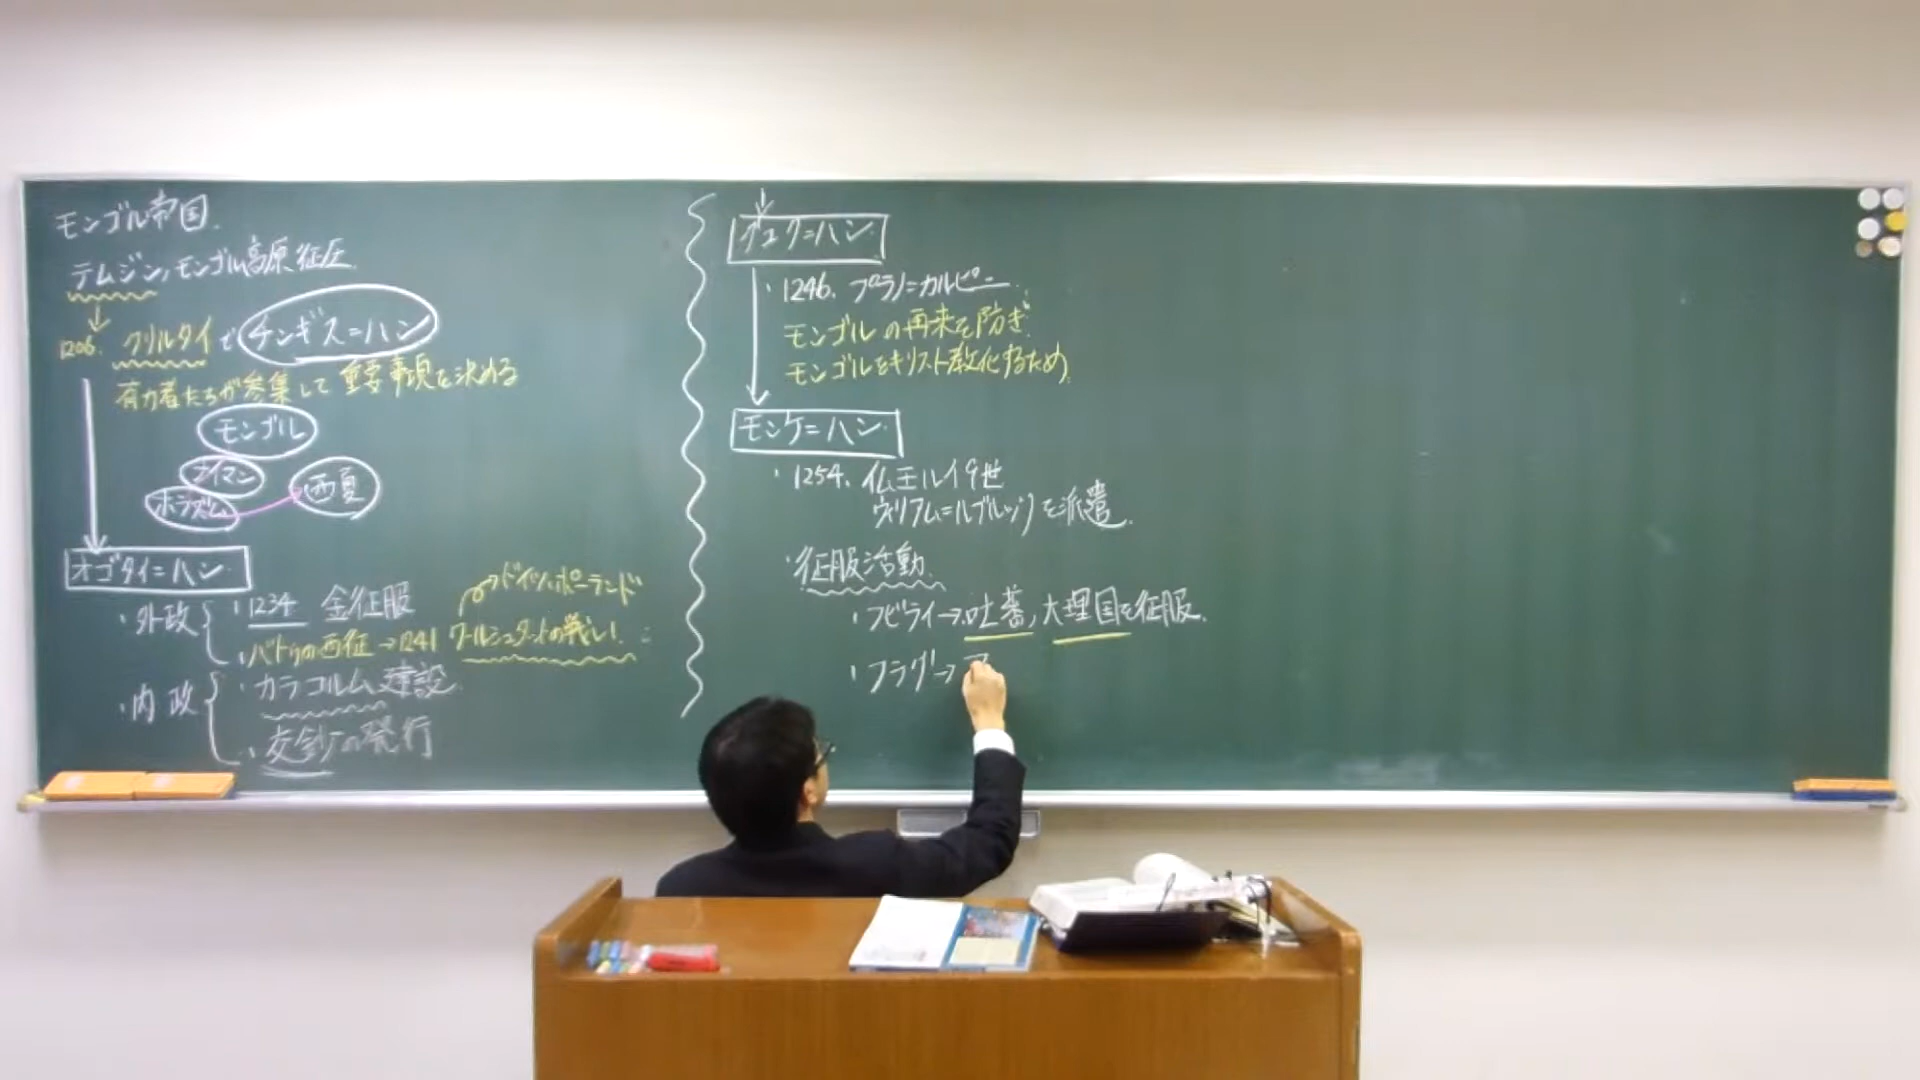 モンゴル帝国.
テムジン,モンゴル高原征圧.
1206. クリルタイでチンギス=ハン
有力者たちが参集して重要事項を決める
モンゴル
ナイマン
ホラズム
西夏
オゴタイ=ハン
・外政
・1234 金征服
→ドイツ,ポーランド
・バトゥの西征→1241 ワールシュタットの戦い!
・内政
・カラコルム建設
・交鈔の発行
グユク=ハン
・1246. プラノ=カルピニ
モンゴルの再来を防ぎ
モンゴルをキリスト教化するため
モンケ=ハン
・1254. 仏王ルイ9世
ウィリアム=ルブルックを派遣.
・征服活動
・フビライ→吐蕃,大理国を征服.
・フラグ→ア